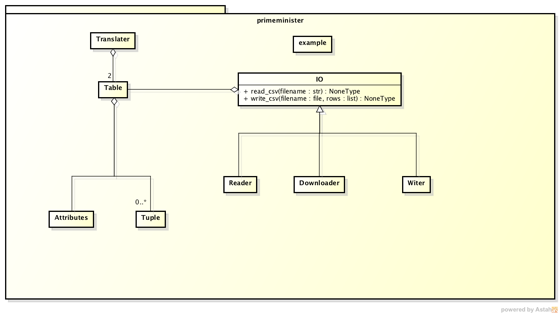 primeminister
Translater
example
2
Table
IO
+ read_csv(filename : str) : NoneType
+ write_csv(filename : file, rows : list) : NoneType
Reader
Downloader
Witer
0..*
Attributes
Tuple
powered by Astah